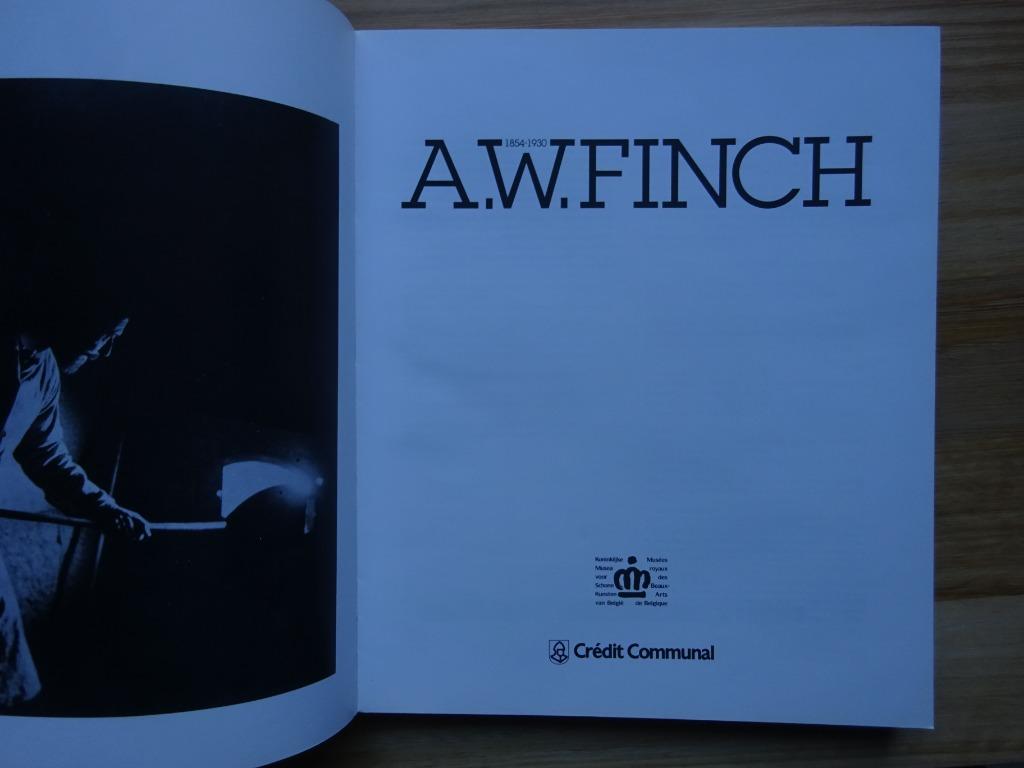 1854-1930
A.W.FINCH
Koninklijke Musées
Musea royaux
voor des
Schone Beaux-
Kunsten Arts
van België de Belgique
Crédit Communal